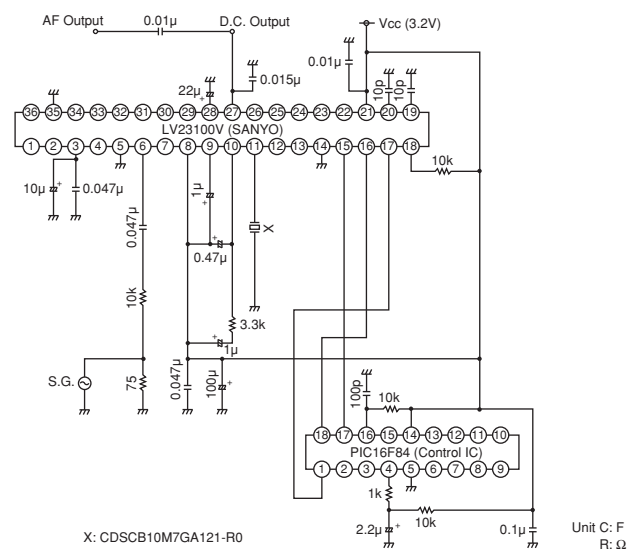 AF Output
0.01µ
D.C. Output
Vcc (3.2V)
0.01µ
22µ
+
0.015µ
10p
10p
36 35 34 33 32 31 30 29 28 27 26 25 24 23 22 21 20 19
LV23100V (SANYO)
1 2 3 4 5 6 7 8 9 10 11 12 13 14 15 16 17 18
10k
10µ
+
0.047µ
0.047µ
1µ
+
+
0.47µ
X
10k
3.3k
+
1µ
S.G.
75
0.047µ
100µ
+
100p
10k
18 17 16 15 14 13 12 11 10
PIC16F84 (Control IC)
1 2 3 4 5 6 7 8 9
1k
10k
2.2µ
+
0.1µ
X: CDSCB10M7GA121-R0
Unit C: F
R: Ω